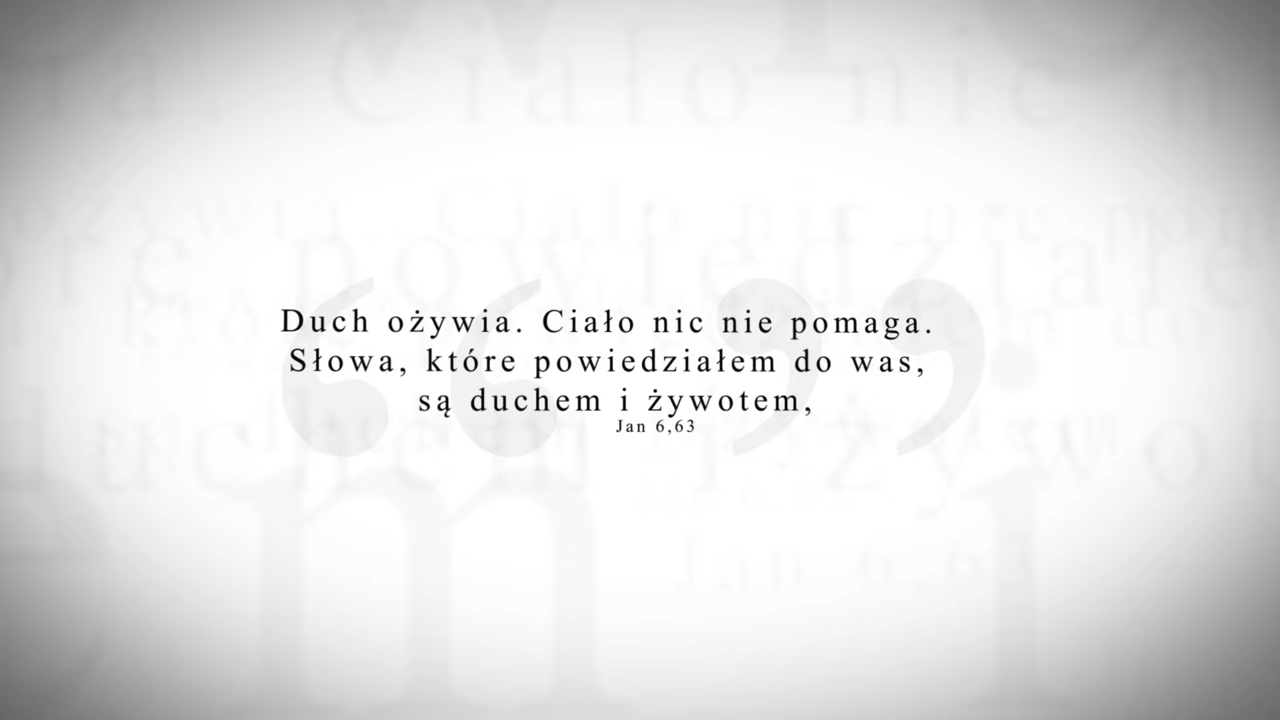 Duch ożywia. Ciało nic nie pomaga.
Słowa, które powiedziałem do was,
są duchem i żywotem,
Jan 6,63